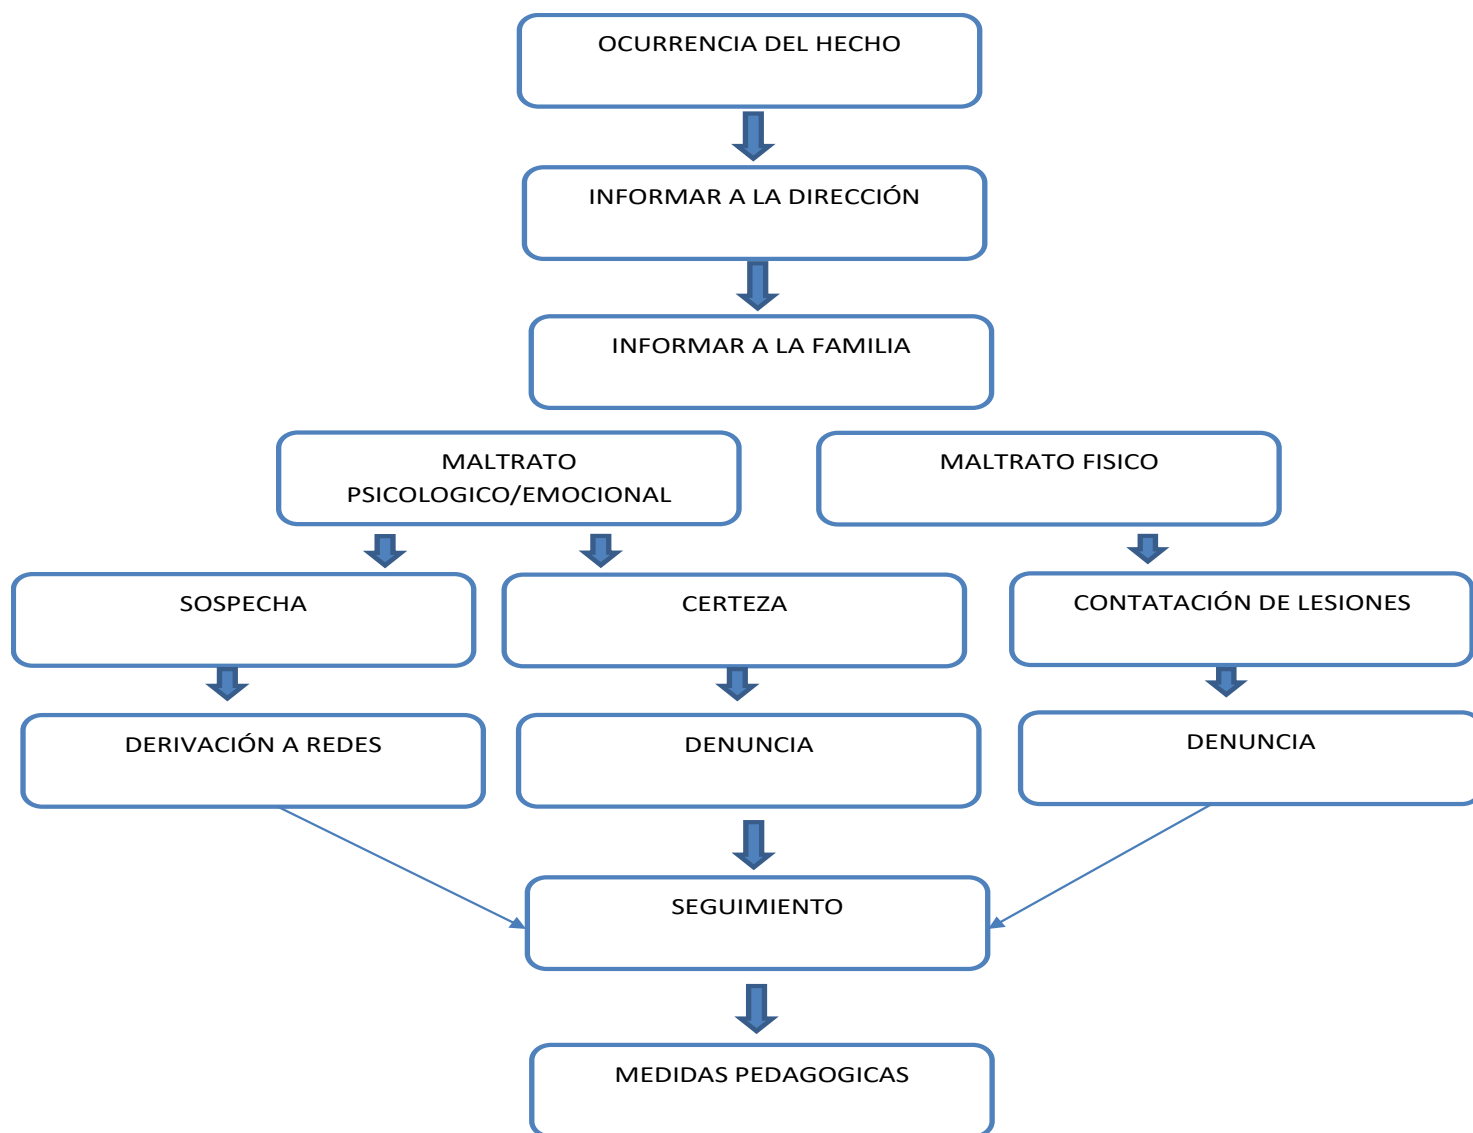 OCURRENCIA DEL HECHO
INFORMAR A LA DIRECCIÓN
INFORMAR A LA FAMILIA
MALTRATO
PSICOLOGICO/EMOCIONAL
MALTRATO FISICO
SOSPECHA
CERTEZA
CONTATACIÓN DE LESIONES
DERIVACIÓN A REDES
DENUNCIA
DENUNCIA
SEGUIMIENTO
MEDIDAS PEDAGOGICAS